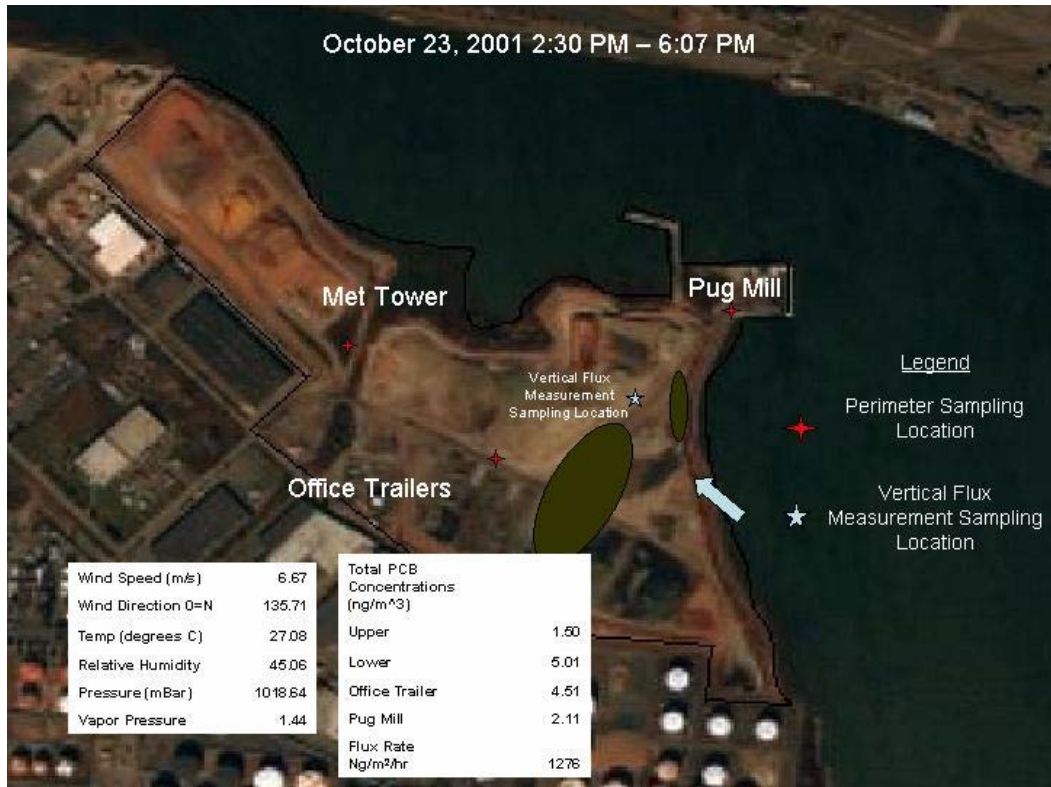 October 23, 2001 2:30 PM – 6:07 PM
Met Tower
Pug Mill
Vertical Flux
Measurement
Sampling Location
Office Trailers
Legend
Perimeter Sampling
Location
Vertical Flux
Measurement Sampling
Location
Wind Speed (m/s) 6.67
Wind Direction 0=N 135.71
Temp (degrees C) 27.08
Relative Humidity 45.06
Pressure (mBar) 1018.64
Vapor Pressure 1.44
Total PCB
Concentrations
(ng/m^3)
Upper 1.50
Lower 5.01
Office Trailer 4.51
Pug Mill 2.11
Flux Rate
Ng/m²/hr 1276